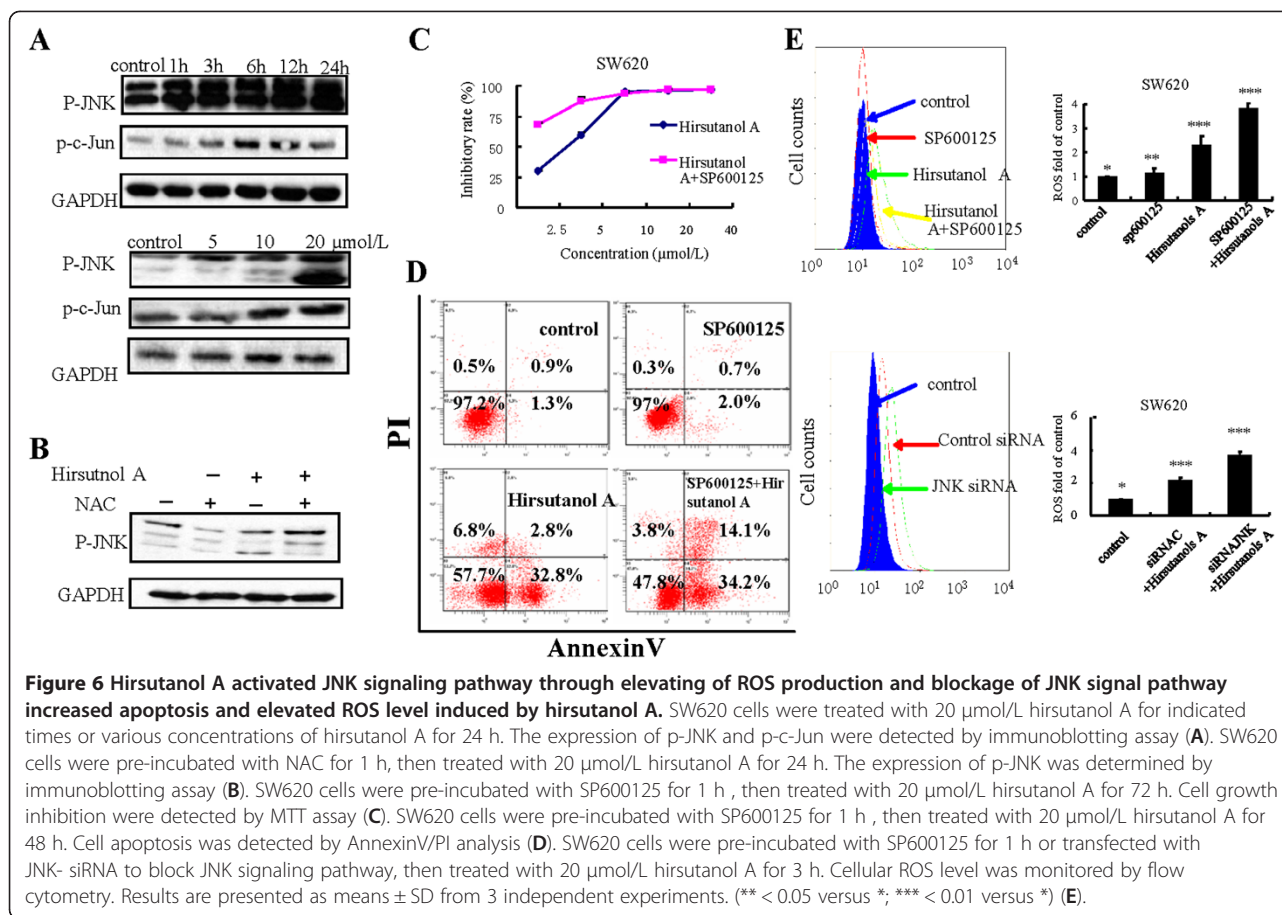 A
control 1h 3h 6h 12h 24h
P-JNK
p-c-Jun
GAPDH
control 5 10 20 μmol/L
P-JNK
p-c-Jun
GAPDH
B
Hirsutnol A – + +
NAC – + – +
P-JNK
GAPDH
C
SW620
Inhibitory rate (%)
100
75
50
25
0
2.5 5 10 20 40
Concentration (μmol/L)
Hirsutanol A
Hirsutanol
A+SP600125
D
control
0.5% 0.9%
97.2% 1.3%
SP600125
0.3% 0.7%
97% 2.0%
Hirsutanol A
6.8% 2.8%
57.7% 32.8%
SP600125+Hir
sutanol A
3.8% 14.1%
47.8% 34.2%
PI
AnnexinV
E
Cell counts
control
SP600125
Hirsutanol A
Hirsutanol
A+SP600125
10⁰ 10¹ 10² 10³ 10⁴
SW620
ROS fold of control
5
4
3
2
1
0
* ** *** ***
control
sp600125
Hirsutanols A
SP600125
+Hirsutanols A
Cell counts
control
Control siRNA
JNK siRNA
10⁰ 10¹ 10² 10³ 10⁴
SW620
ROS fold of control
6
4
2
0
* *** ***
control
siRNAC
+Hirsutanols A
siRNAJNK
+Hirsutanols A
Figure 6 Hirsutanol A activated JNK signaling pathway through elevating of ROS production and blockage of JNK signal pathway
increased apoptosis and elevated ROS level induced by hirsutanol A. SW620 cells were treated with 20 μmol/L hirsutanol A for indicated
times or various concentrations of hirsutanol A for 24 h. The expression of p-JNK and p-c-Jun were detected by immunoblotting assay (A). SW620
cells were pre-incubated with NAC for 1 h, then treated with 20 μmol/L hirsutanol A for 24 h. The expression of p-JNK was determined by
immunoblotting assay (B). SW620 cells were pre-incubated with SP600125 for 1 h , then treated with 20 μmol/L hirsutanol A for 72 h. Cell growth
inhibition were detected by MTT assay (C). SW620 cells were pre-incubated with SP600125 for 1 h , then treated with 20 μmol/L hirsutanol A for
48 h. Cell apoptosis was detected by AnnexinV/PI analysis (D). SW620 cells were pre-incubated with SP600125 for 1 h or transfected with
JNK- siRNA to block JNK signaling pathway, then treated with 20 μmol/L hirsutanol A for 3 h. Cellular ROS level was monitored by flow
cytometry. Results are presented as means ± SD from 3 independent experiments. (** < 0.05 versus *; *** < 0.01 versus *) (E).